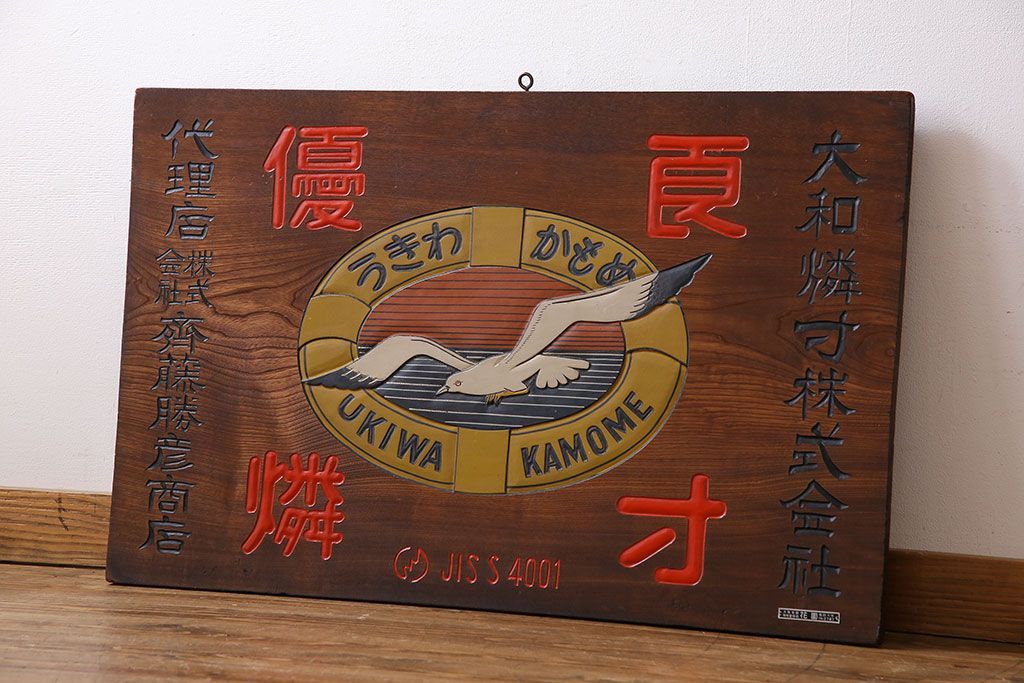 大和燐寸株式会社
優良
うきわ かもめ
UKIWA KAMOME
燐寸
JIS S 4001
代理店 株式会社 齊藤勝彦商店